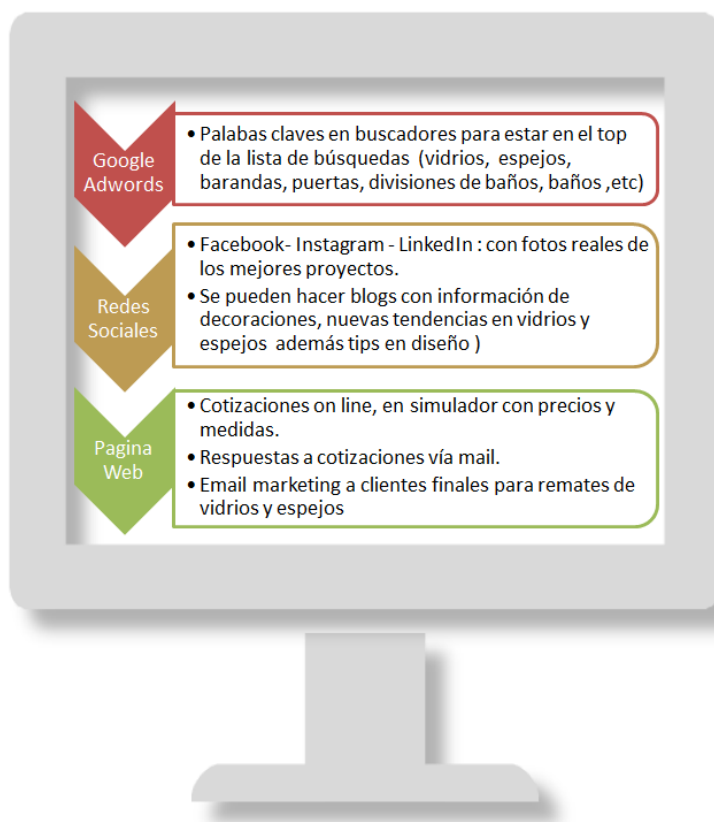 Google
Adwords
• Palabas claves en buscadores para estar en el top
de la lista de búsquedas (vidrios, espejos,
barandas, puertas, divisiones de baños, baños ,etc)
Redes
Sociales
• Facebook- Instagram - LinkedIn : con fotos reales de
los mejores proyectos.
• Se pueden hacer blogs con información de
decoraciones, nuevas tendencias en vidrios y
espejos además tips en diseño )
Pagina
Web
• Cotizaciones on line, en simulador con precios y
medidas.
• Respuestas a cotizaciones vía mail.
• Email marketing a clientes finales para remates de
vidrios y espejos